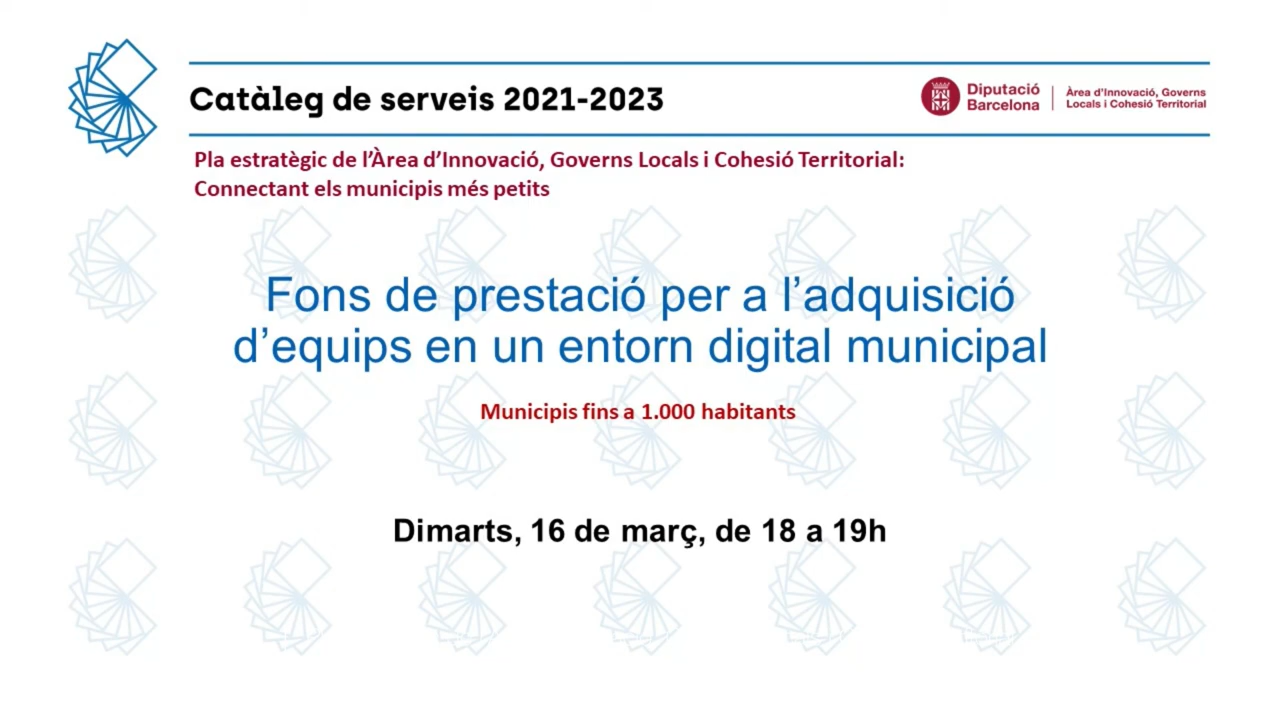 Catàleg de serveis 2021-2023
Diputació
Barcelona
Àrea d'Innovació, Governs
Locals i Cohesió Territorial
Pla estratègic de l'Àrea d'Innovació, Governs Locals i Cohesió Territorial:
Connectant els municipis més petits
Fons de prestació per a l'adquisició
d'equips en un entorn digital municipal
Municipis fins a 1.000 habitants
Dimarts, 16 de març, de 18 a 19h